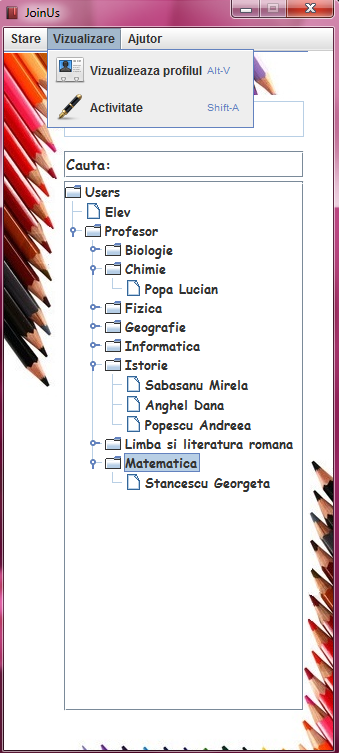 JoinUs
Stare Vizualizare Ajutor
Vizualizeaza profilul Alt-V
Activitate Shift-A
Cauta:
Users
Elev
Profesor
Biologie
Chimie
Popa Lucian
Fizica
Geografie
Informatica
Istorie
Sabasanu Mirela
Anghel Dana
Popescu Andreea
Limba si literatura romana
Matematica
Stancescu Georgeta